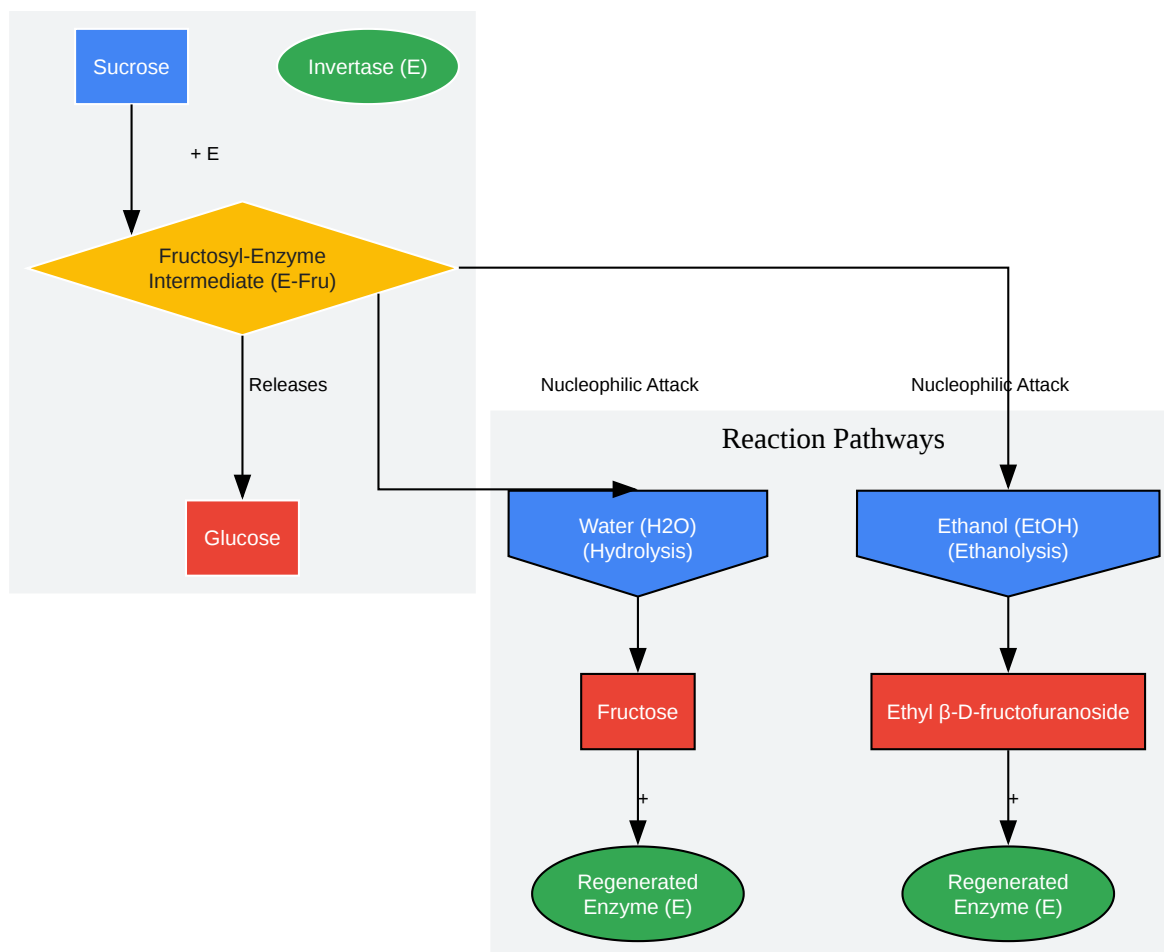 Sucrose
Invertase (E)
+ E
Fructosyl-Enzyme
Intermediate (E-Fru)
Releases
Nucleophilic Attack
Nucleophilic Attack
Reaction Pathways
Glucose
Water (H2O)
(Hydrolysis)
Ethanol (EtOH)
(Ethanolysis)
Fructose
Ethyl β-D-fructofuranoside
+
+
Regenerated
Enzyme (E)
Regenerated
Enzyme (E)